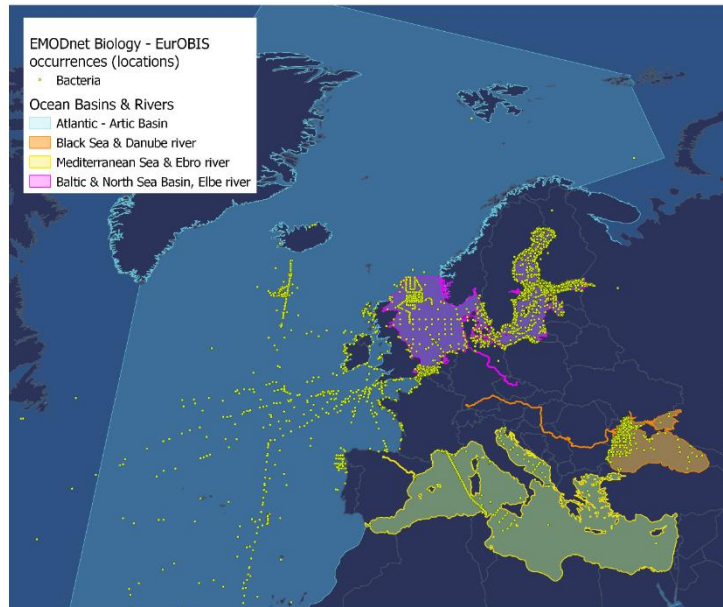 EMODnet Biology - EurOBIS
occurrences (locations)
Bacteria
Ocean Basins & Rivers
Atlantic - Artic Basin
Black Sea & Danube river
Mediterranean Sea & Ebro river
Baltic & North Sea Basin, Elbe river